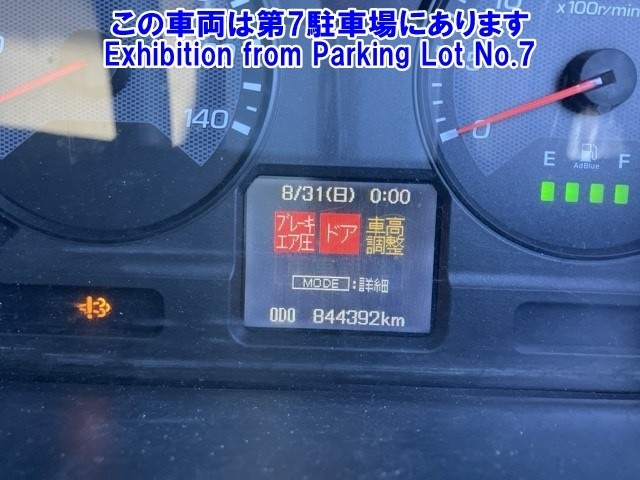 この車両は第7駐車場にあります
Exhibition from Parking Lot No.7
x100r/min
140
0
5
E F
AdBlue
8/31(日) 0:00
ブレーキ ドア 車高
エア圧 調整
MODE :詳細
ODO 844392km